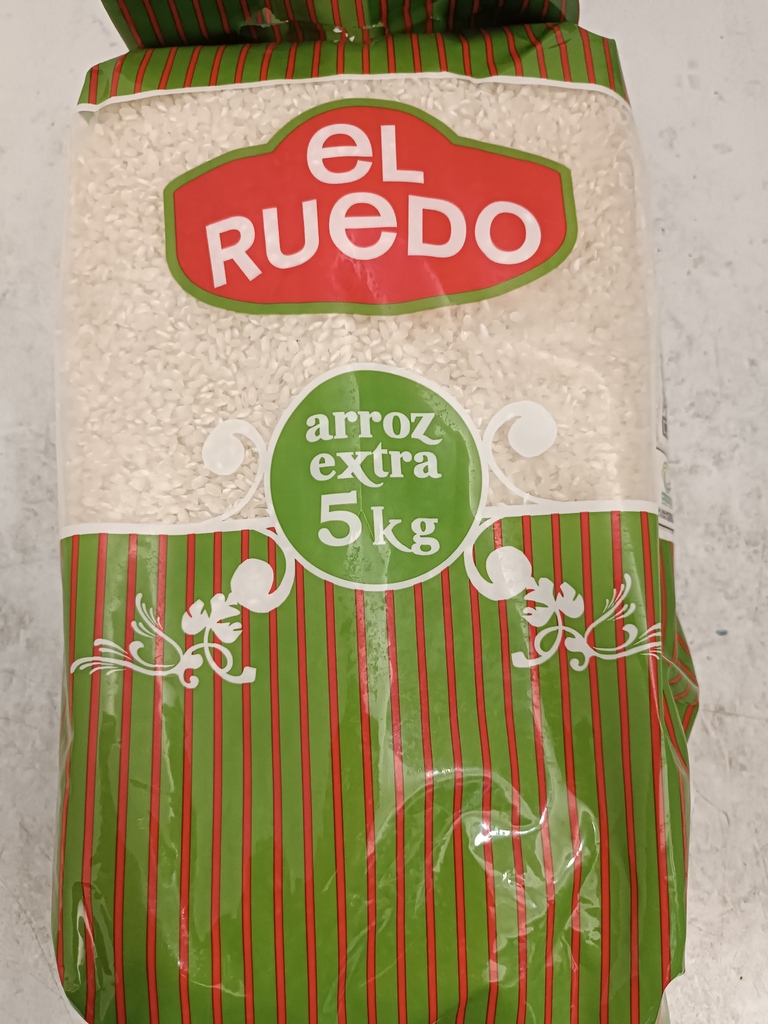 eL
RUeDO
arroz
extra
5kg